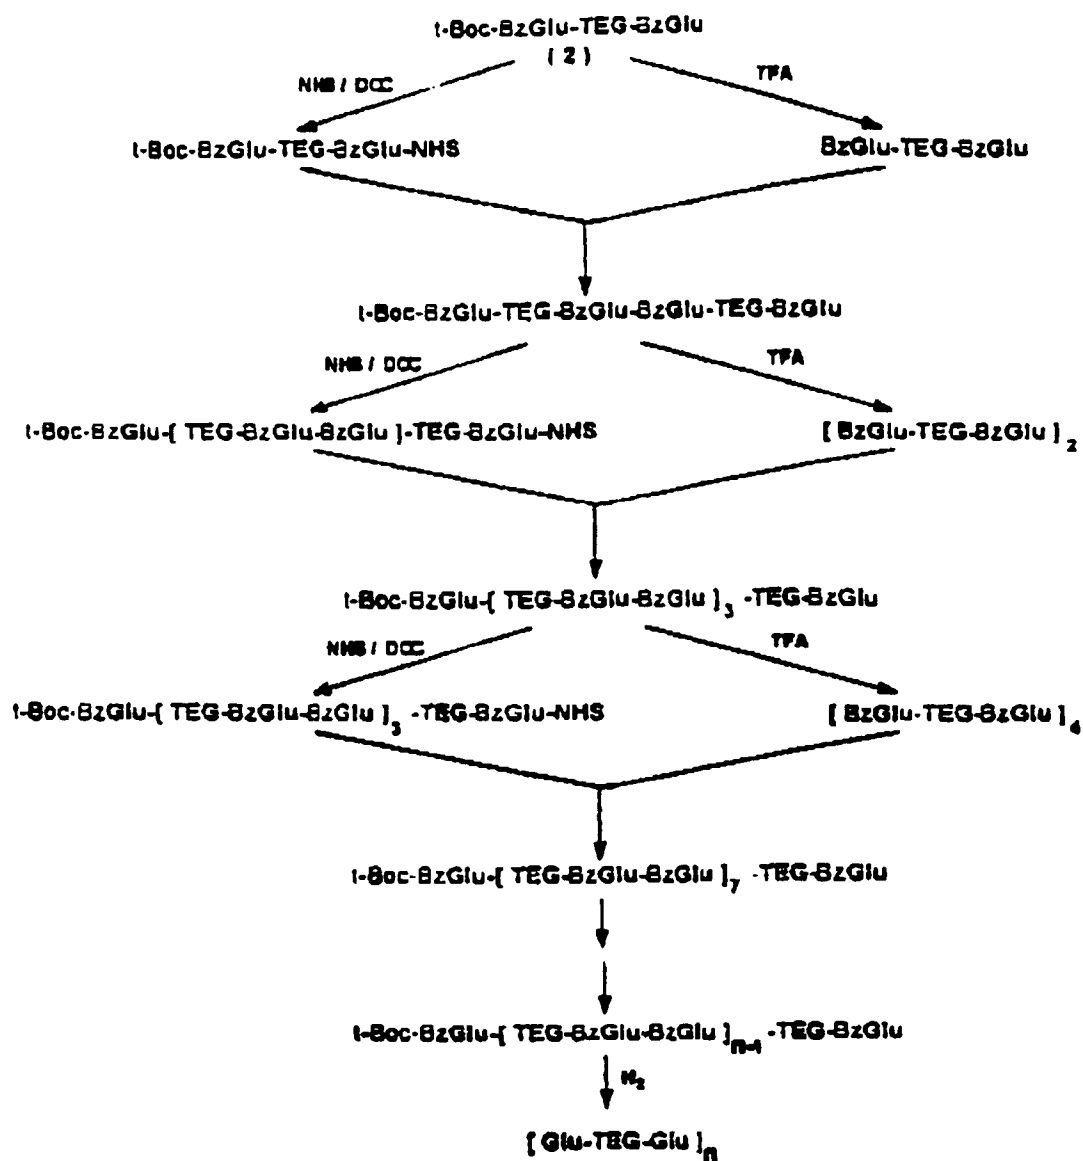 t-Boc-BzGlu-TEG-BzGlu
( 2 )
NHS / DCC TFA
t-Boc-BzGlu-TEG-BzGlu-NHS BzGlu-TEG-BzGlu
t-Boc-BzGlu-TEG-BzGlu-BzGlu-TEG-BzGlu
NHS / DCC TFA
t-Boc-BzGlu-[ TEG-BzGlu-BzGlu ]-TEG-BzGlu-NHS [ BzGlu-TEG-BzGlu ]2
t-Boc-BzGlu-[ TEG-BzGlu-BzGlu ]3 -TEG-BzGlu
NHS / DCC TFA
t-Boc-BzGlu-[ TEG-BzGlu-BzGlu ]3 -TEG-BzGlu-NHS [ BzGlu-TEG-BzGlu ]4
t-Boc-BzGlu-[ TEG-BzGlu-BzGlu ]7 -TEG-BzGlu
t-Boc-BzGlu-[ TEG-BzGlu-BzGlu ]n-1 -TEG-BzGlu
H2
[ Glu-TEG-Glu ]n